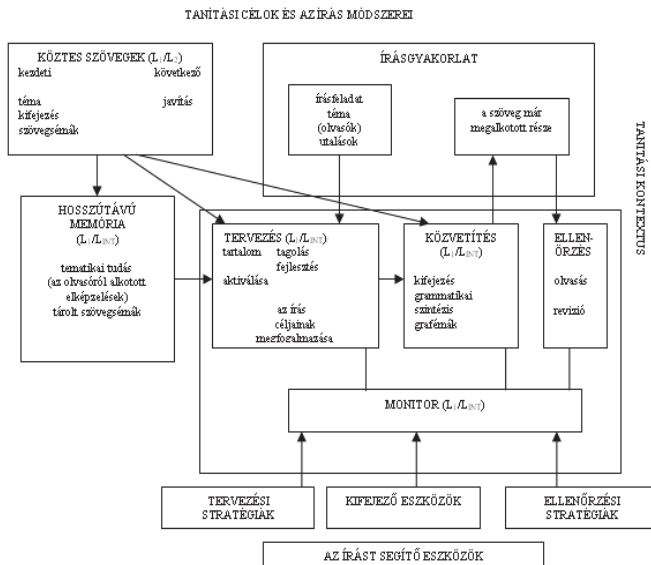 TANÍTÁSI CÉLOK ÉS AZ ÍRÁS MÓDSZEREI
KÖZTES SZÖVEGEK (L1/L2)
kezdeti következő
téma javítás
kifejezés
szövegsémák
ÍRÁSGYAKORLAT
írásfeladat
téma
(olvasók)
utalások
a szöveg már
megalkotott része
TANÍTÁSI KONTEXTUS
HOSSZÚTÁVÚ
MEMÓRIA
(L1/LINT)
tematikai tudás
(az olvasóról alkotott
elképzelések)
tárolt szövegsémák
TERVEZÉS (L1/LINT)
tartalom tagolás
fejlesztés
aktiválása
az írás
céljainak
megfogalmazása
KÖZVETÍTÉS
(L1/LINT)
kifejezés
grammatikai
szintézis
grafémák
ELLEN-
ŐRZÉS
olvasás
revizió
MONITOR (L1/LINT)
TERVEZÉSI
STRATÉGIÁK
KIFEJEZŐ ESZKÖZÖK
ELLENŐRZÉSI
STRATÉGIÁK
AZ ÍRÁST SEGÍTŐ ESZKÖZÖK